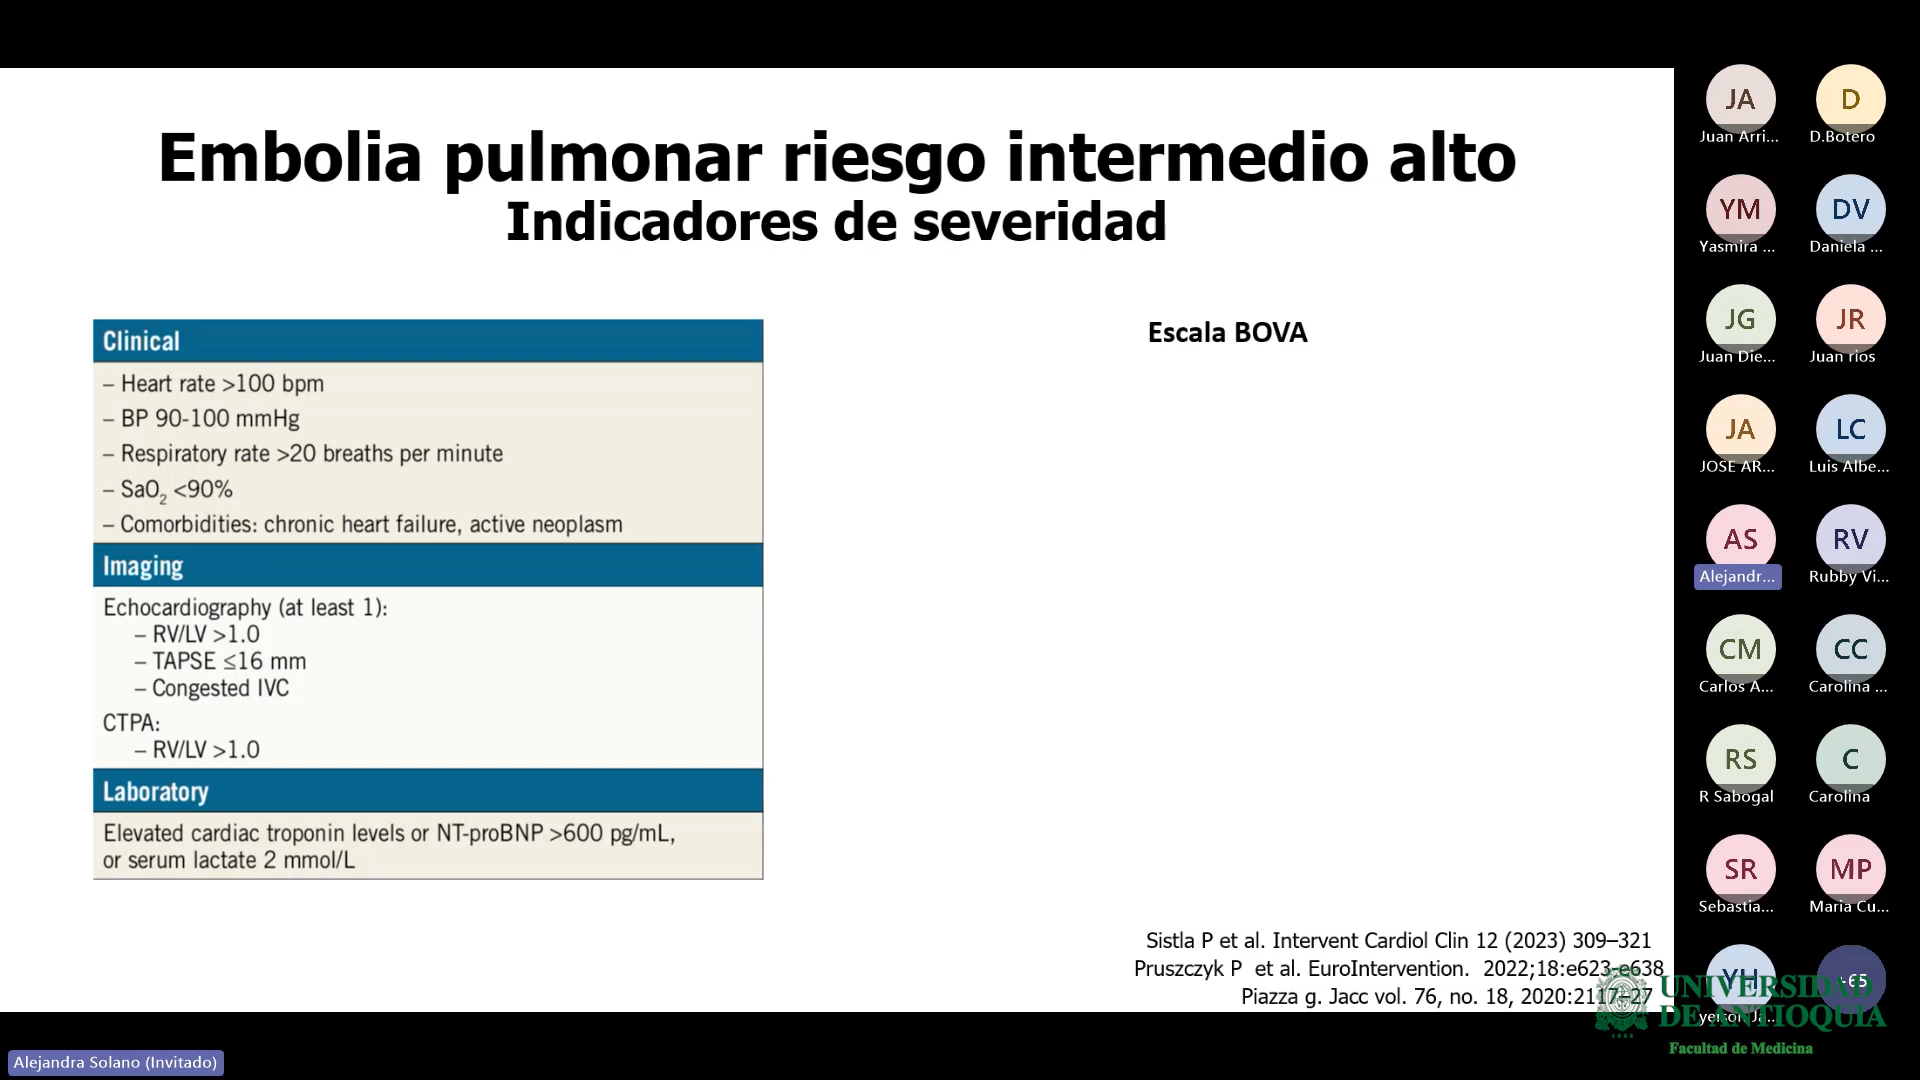 Embolia pulmonar riesgo intermedio alto
Indicadores de severidad
Clinical
– Heart rate >100 bpm
– BP 90-100 mmHg
– Respiratory rate >20 breaths per minute
– SaO2 <90%
– Comorbidities: chronic heart failure, active neoplasm
Imaging
Echocardiography (at least 1):
– RV/LV >1.0
– TAPSE ≤16 mm
– Congested IVC
CTPA:
– RV/LV >1.0
Laboratory
Elevated cardiac troponin levels or NT-proBNP >600 pg/mL,
or serum lactate 2 mmol/L
Escala BOVA
Sistla P et al. Intervent Cardiol Clin 12 (2023) 309–321
Pruszczyk P et al. EuroIntervention. 2022;18:e623-e638
Piazza g. Jacc vol. 76, no. 18, 2020:2117–27
JA
Juan Arri...
D
D.Botero
YM
Yasmira ...
DV
Daniela ...
JG
Juan Die...
JR
Juan rios
JA
JOSE AR...
LC
Luis Albe...
AS
Alejandr...
RV
Rubby Vi...
CM
Carlos A...
CC
Carolina ...
RS
R Sabogal
C
Carolina
SR
Sebastia...
MP
Maria Cu...
YH
+65
UNIVERSIDAD
DE ANTIOQUIA
Facultad de Medicina
Alejandra Solano (Invitado)